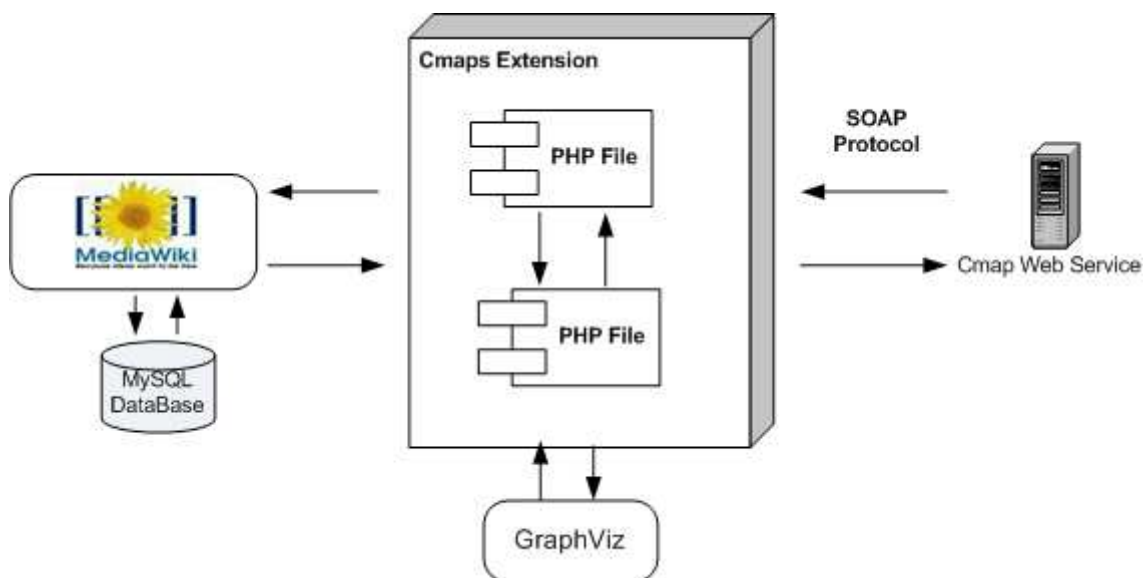 Cmaps Extension
PHP File
SOAP
Protocol
[[ ]]
MediaWiki
Cmap Web Service
PHP File
MySQL
DataBase
GraphViz